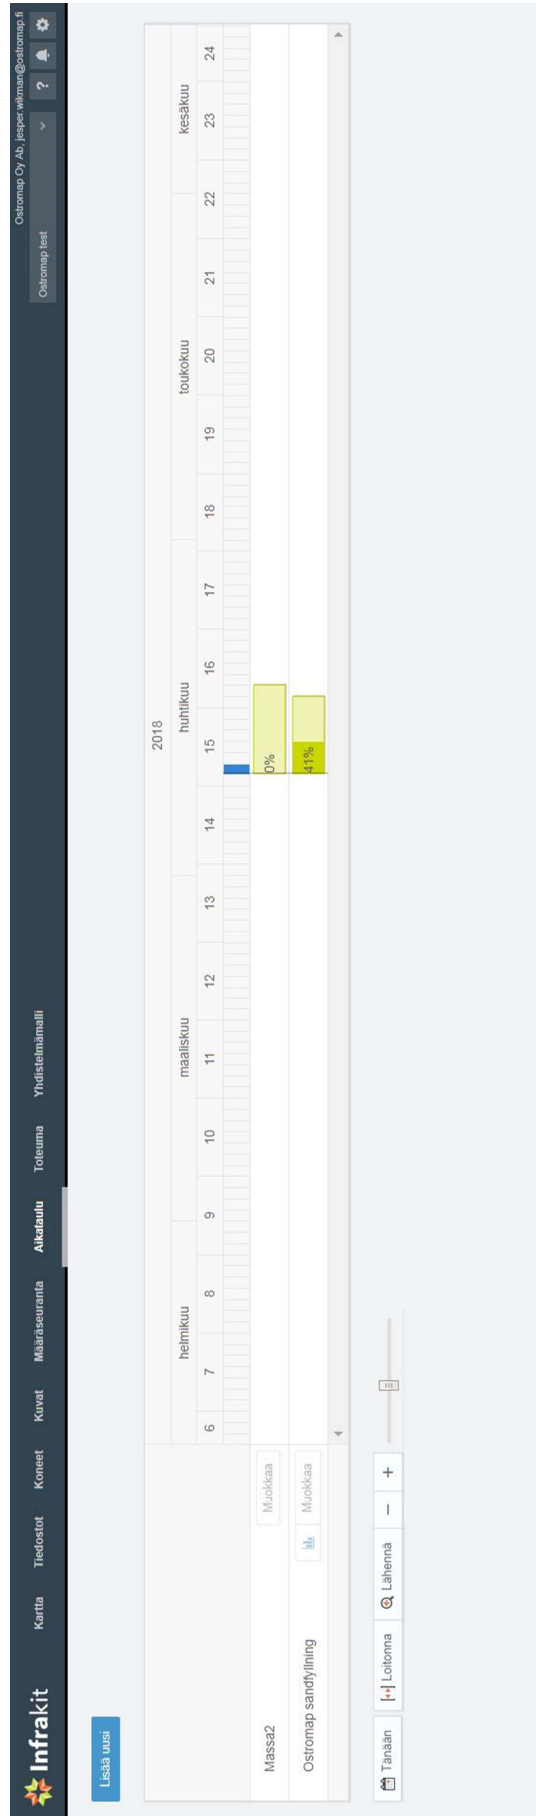 Ostromap Oy Ab, jesper.wikman@ostromap.fi
Infrakit Kartta Tiedostot Koneet Kuvat Määräseuranta Aikataulu Toteuma Yhdistelmämalli Ostromap test ?
Lisää uusi
2018
helmikuu maaliskuu huhtikuu toukokuu kesäkuu
6 7 8 9 10 11 12 13 14 15 16 17 18 19 20 21 22 23 24
Massa2 Muokkaa 0%
Ostromap sandfyllning Muokkaa 41%
Tänään Loitonna Lähennä − +